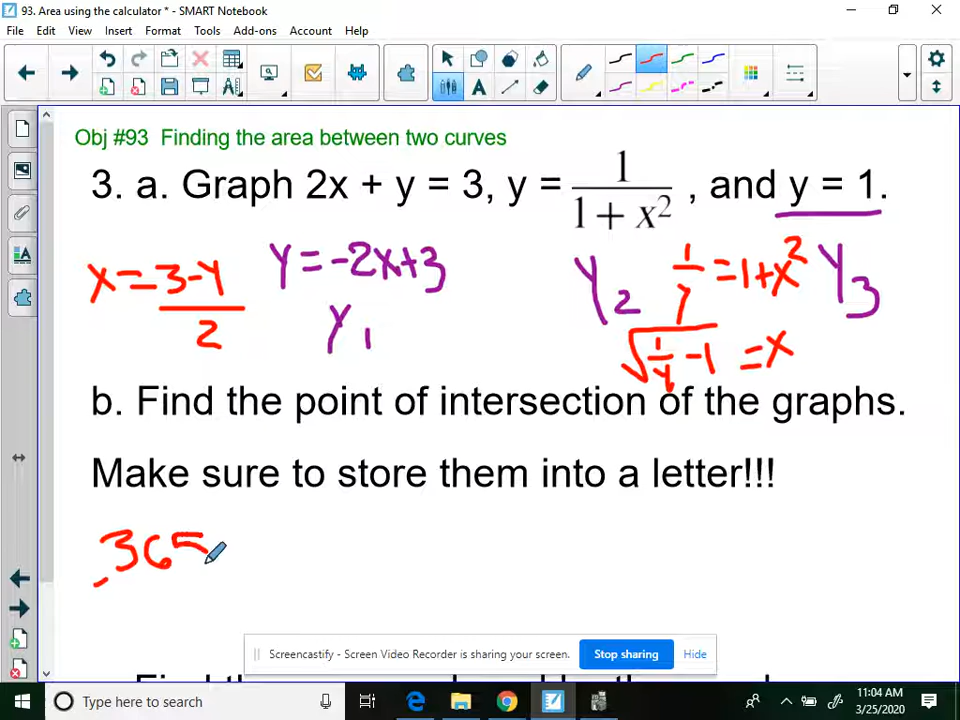 93. Area using the calculator * - SMART Notebook
File Edit View Insert Format Tools Add-ons Account Help
Obj #93 Finding the area between two curves
3. a. Graph 2x + y = 3, y = 1/(1 + x²) , and y = 1.
x = (3-y)/2 y = -2x+3 y₂ 1/y = 1+x² y₃
y₁ √(1/y - 1) = x
b. Find the point of intersection of the graphs.
Make sure to store them into a letter!!!
.365
Screencastify - Screen Video Recorder is sharing your screen. Stop sharing Hide
Type here to search
11:04 AM
3/25/2020